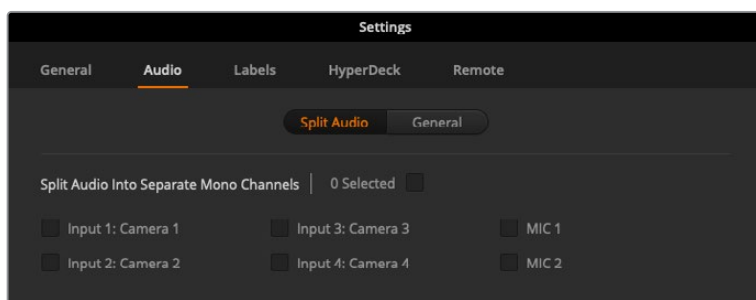 Settings
General Audio Labels HyperDeck Remote
Split Audio General
Split Audio Into Separate Mono Channels 0 Selected
Input 1: Camera 1 Input 3: Camera 3 MIC 1
Input 2: Camera 2 Input 4: Camera 4 MIC 2